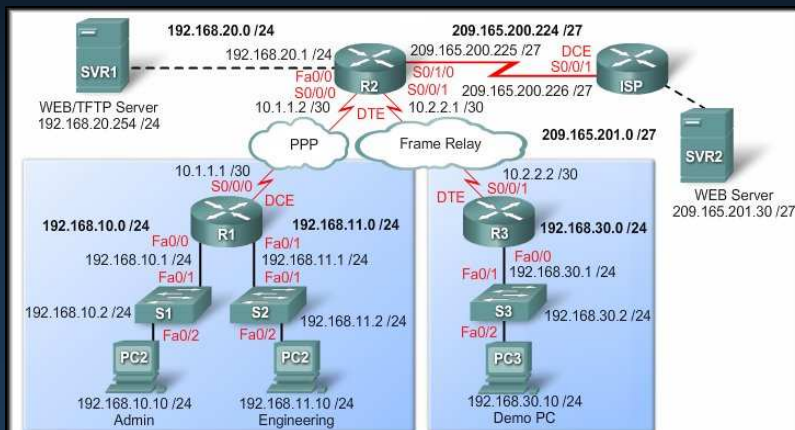 192.168.20.0 /24
209.165.200.224 /27
192.168.20.1 /24
209.165.200.225 /27
DCE
S0/0/1
SVR1
R2
ISP
Fa0/0
S0/1/0
S0/0/0
S0/0/1
209.165.200.226 /27
WEB/TFTP Server
192.168.20.254 /24
10.1.1.2 /30
DTE
10.2.2.1 /30
209.165.201.0 /27
SVR2
PPP
Frame Relay
WEB Server
209.165.201.30 /27
10.1.1.1 /30
S0/0/0
DCE
10.2.2.2 /30
S0/0/1
DTE
192.168.10.0 /24
R1
192.168.11.0 /24
R3
192.168.30.0 /24
Fa0/0
Fa0/1
Fa0/0
192.168.10.1 /24
192.168.11.1 /24
192.168.30.1 /24
Fa0/1
Fa0/1
Fa0/1
192.168.10.2 /24
S1
S2
192.168.11.2 /24
S3
192.168.30.2 /24
Fa0/2
Fa0/2
Fa0/2
PC2
PC2
PC3
192.168.10.10 /24
192.168.11.10 /24
192.168.30.10 /24
Admin
Engineering
Demo PC